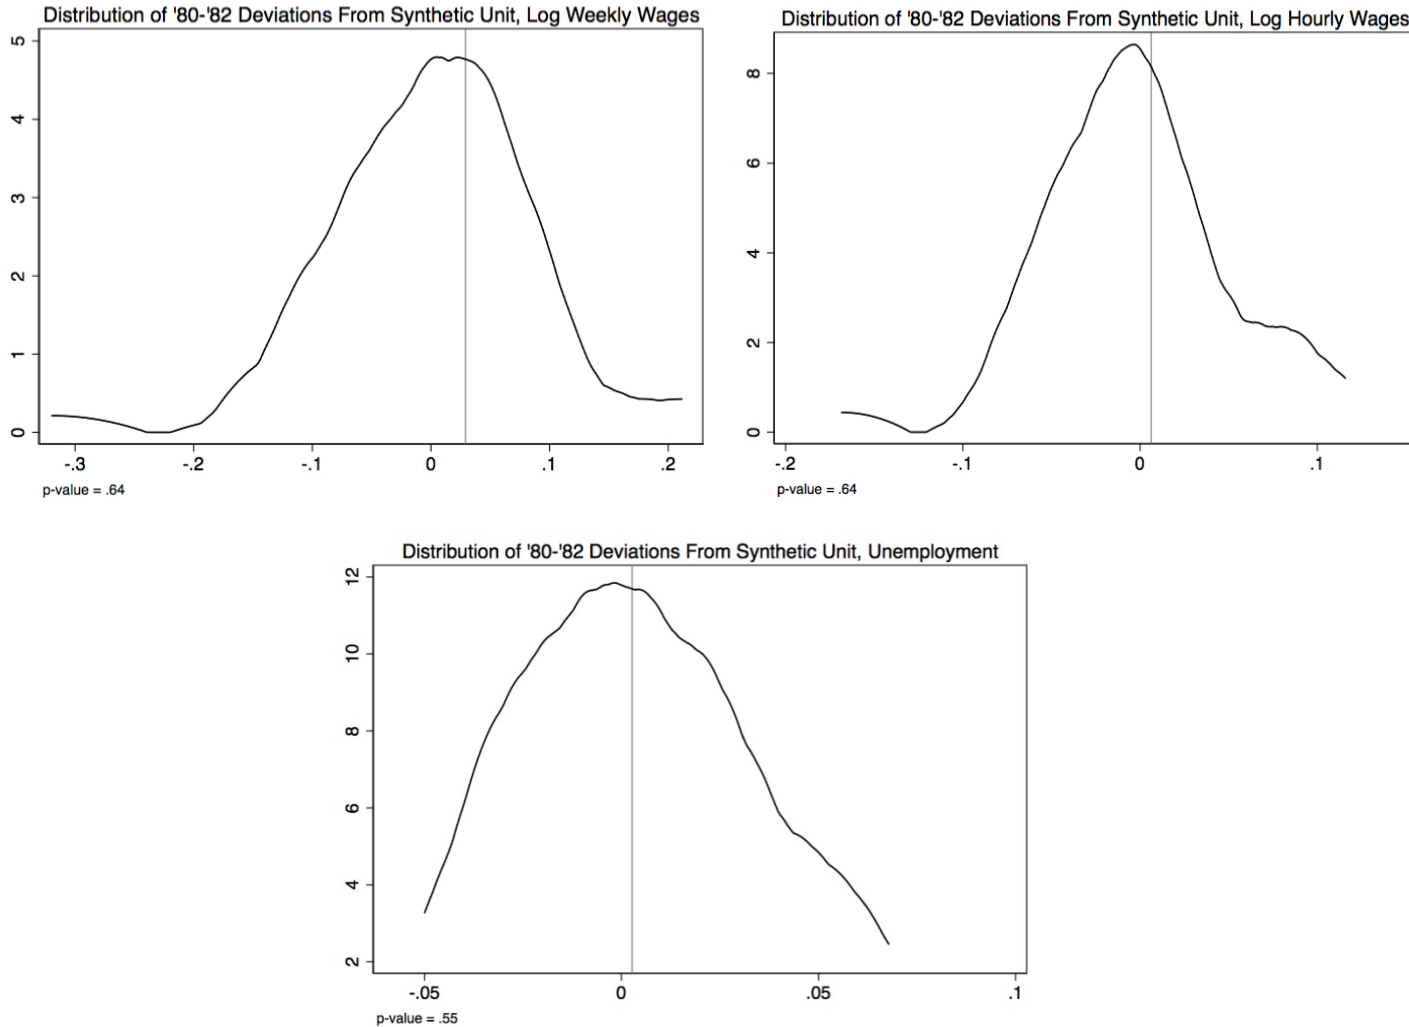 Distribution of '80-'82 Deviations From Synthetic Unit, Log Weekly Wages
5
4
3
2
1
0
-.3 -.2 -.1 0 .1 .2
p-value = .64
Distribution of '80-'82 Deviations From Synthetic Unit, Log Hourly Wages
8
6
4
2
0
-.2 -.1 0 .1
p-value = .64
Distribution of '80-'82 Deviations From Synthetic Unit, Unemployment
12
10
8
6
4
2
-.05 0 .05 .1
p-value = .55